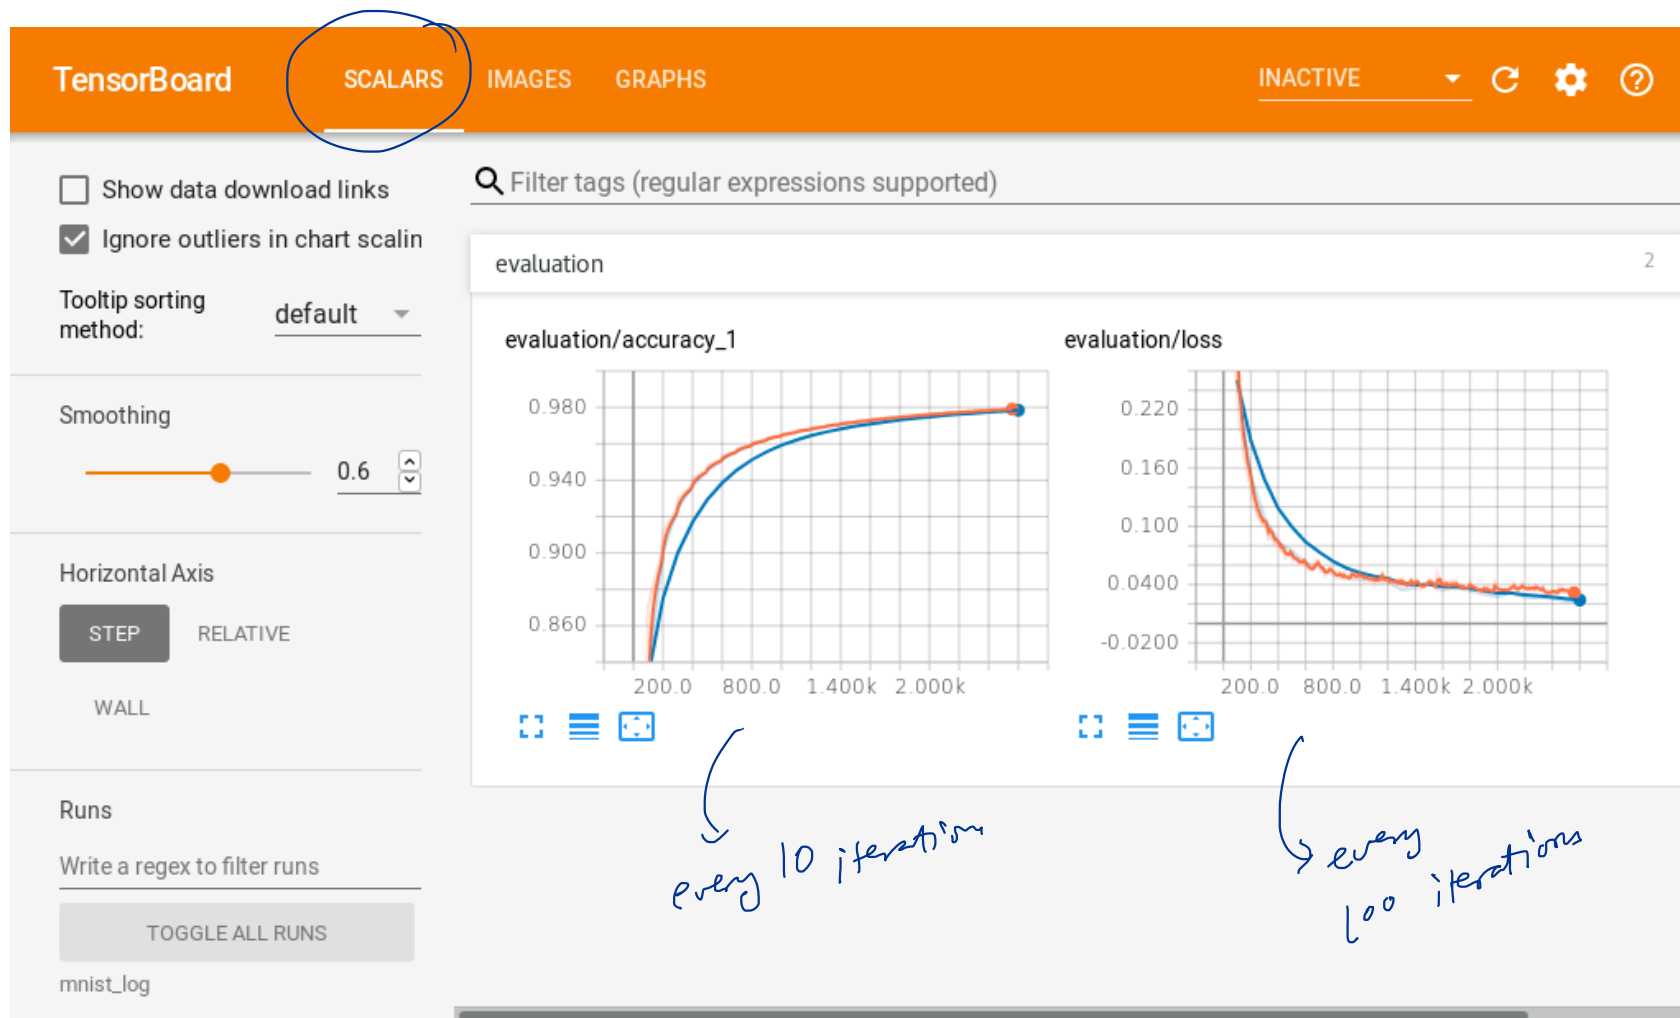 TensorBoard SCALARS IMAGES GRAPHS INACTIVE
Show data download links
Ignore outliers in chart scalin
Tooltip sorting
method:
default
Smoothing
0.6
Horizontal Axis
STEP RELATIVE
WALL
Runs
Write a regex to filter runs
TOGGLE ALL RUNS
mnist_log
Filter tags (regular expressions supported)
evaluation 2
evaluation/accuracy_1
0.980
0.940
0.900
0.860
200.0 800.0 1.400k 2.000k
every 10 iteration
evaluation/loss
0.220
0.160
0.100
0.0400
-0.0200
200.0 800.0 1.400k 2.000k
every
100 iterations